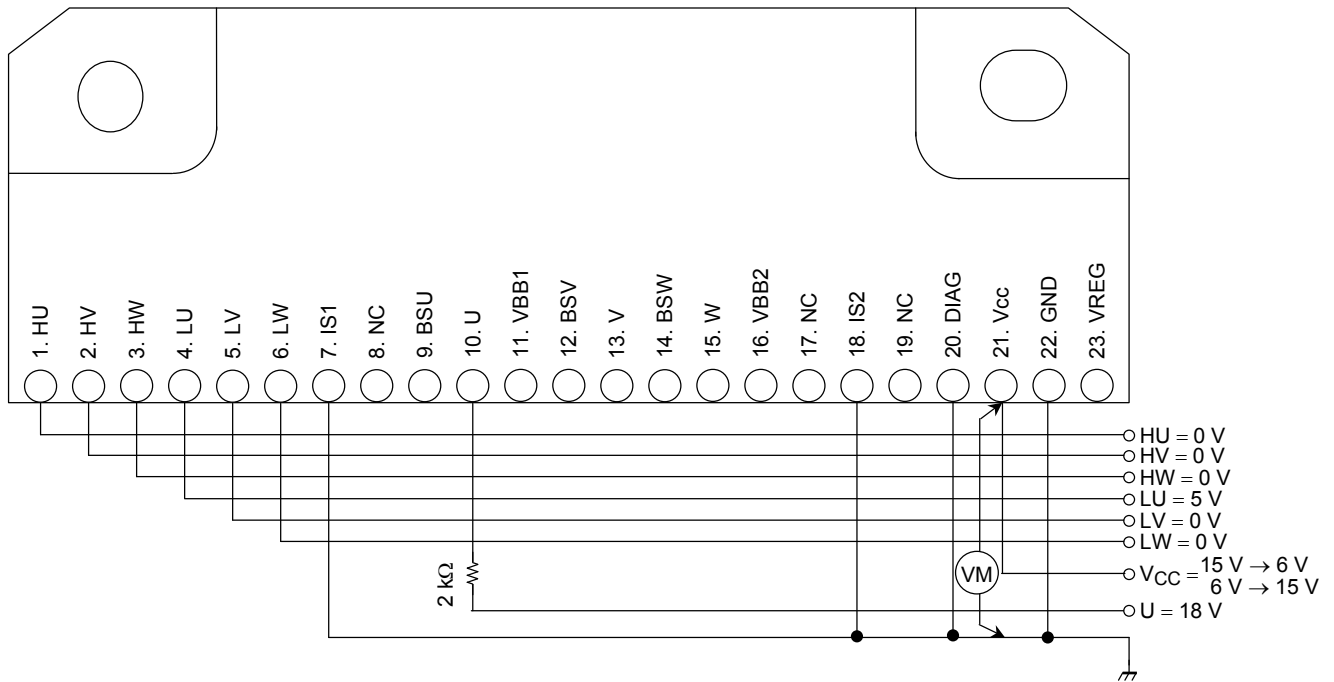 1. HU
2. HV
3. HW
4. LU
5. LV
6. LW
7. IS1
8. NC
9. BSU
10. U
11. VBB1
12. BSV
13. V
14. BSW
15. W
16. VBB2
17. NC
18. IS2
19. NC
20. DIAG
21. Vcc
22. GND
23. VREG
HU = 0 V
HV = 0 V
HW = 0 V
LU = 5 V
LV = 0 V
LW = 0 V
2 kΩ
VM
VCC = 15 V → 6 V
6 V → 15 V
U = 18 V